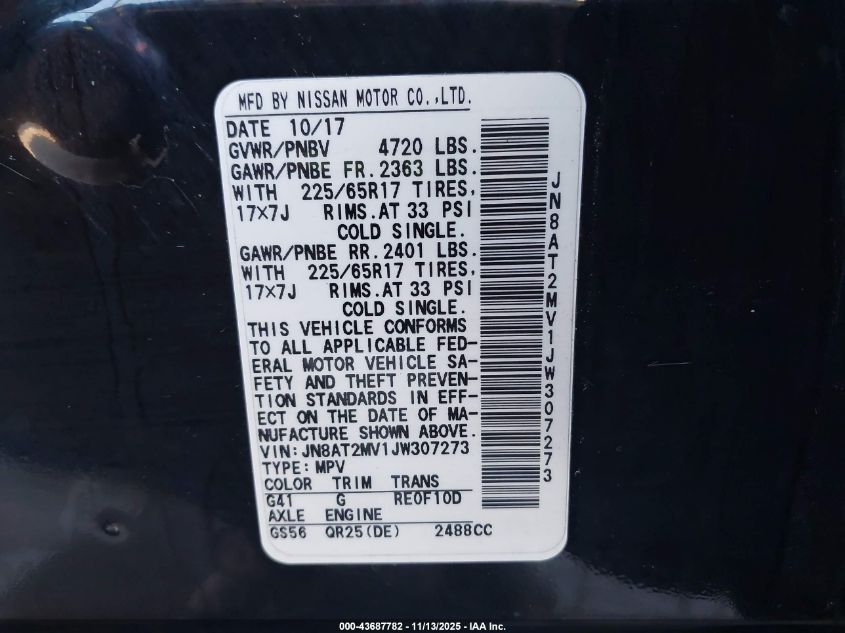 MFD BY NISSAN MOTOR CO.,LTD.
DATE 10/17
GVWR/PNBV 4720 LBS.
GAWR/PNBE FR.2363 LBS.
WITH 225/65R17 TIRES,
17×7J RIMS.AT 33 PSI
COLD SINGLE.
GAWR/PNBE RR.2401 LBS.
WITH 225/65R17 TIRES,
17×7J RIMS.AT 33 PSI
COLD SINGLE.
THIS VEHICLE CONFORMS
TO ALL APPLICABLE FED-
ERAL MOTOR VEHICLE SA-
FETY AND THEFT PREVEN-
TION STANDARDS IN EFF-
ECT ON THE DATE OF MA-
NUFACTURE SHOWN ABOVE.
VIN:JN8AT2MV1JW307273
TYPE:MPV
COLOR TRIM TRANS
G41 G RE0F10D
AXLE ENGINE
GS56 QR25(DE) 2488CC
JN8AT2MV1JW307273
000-43687782 - 11/13/2025 - IAA Inc.